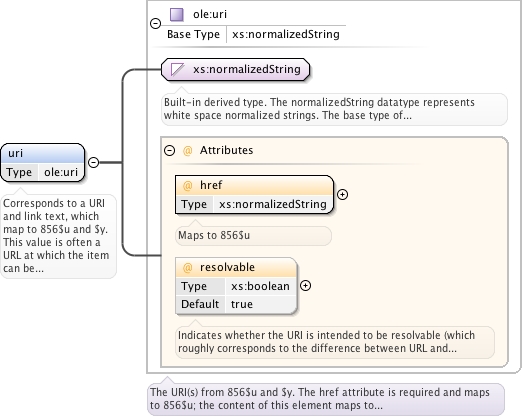 ole:uri
Base Type xs:normalizedString
xs:normalizedString
Built-in derived type. The normalizedString datatype represents
white space normalized strings. The base type of...
uri
Type ole:uri
Corresponds to a URI
and link text, which
map to 856$u and $y.
This value is often a
URL at which the item
can be...
@ Attributes
@ href
Type xs:normalizedString
Maps to 856$u
@ resolvable
Type xs:boolean
Default true
Indicates whether the URI is intended to be resolvable (which
roughly corresponds to the difference between URL and...
The URI(s) from 856$u and $y. The href attribute is required and maps
to 856$u; the content of this element maps to...